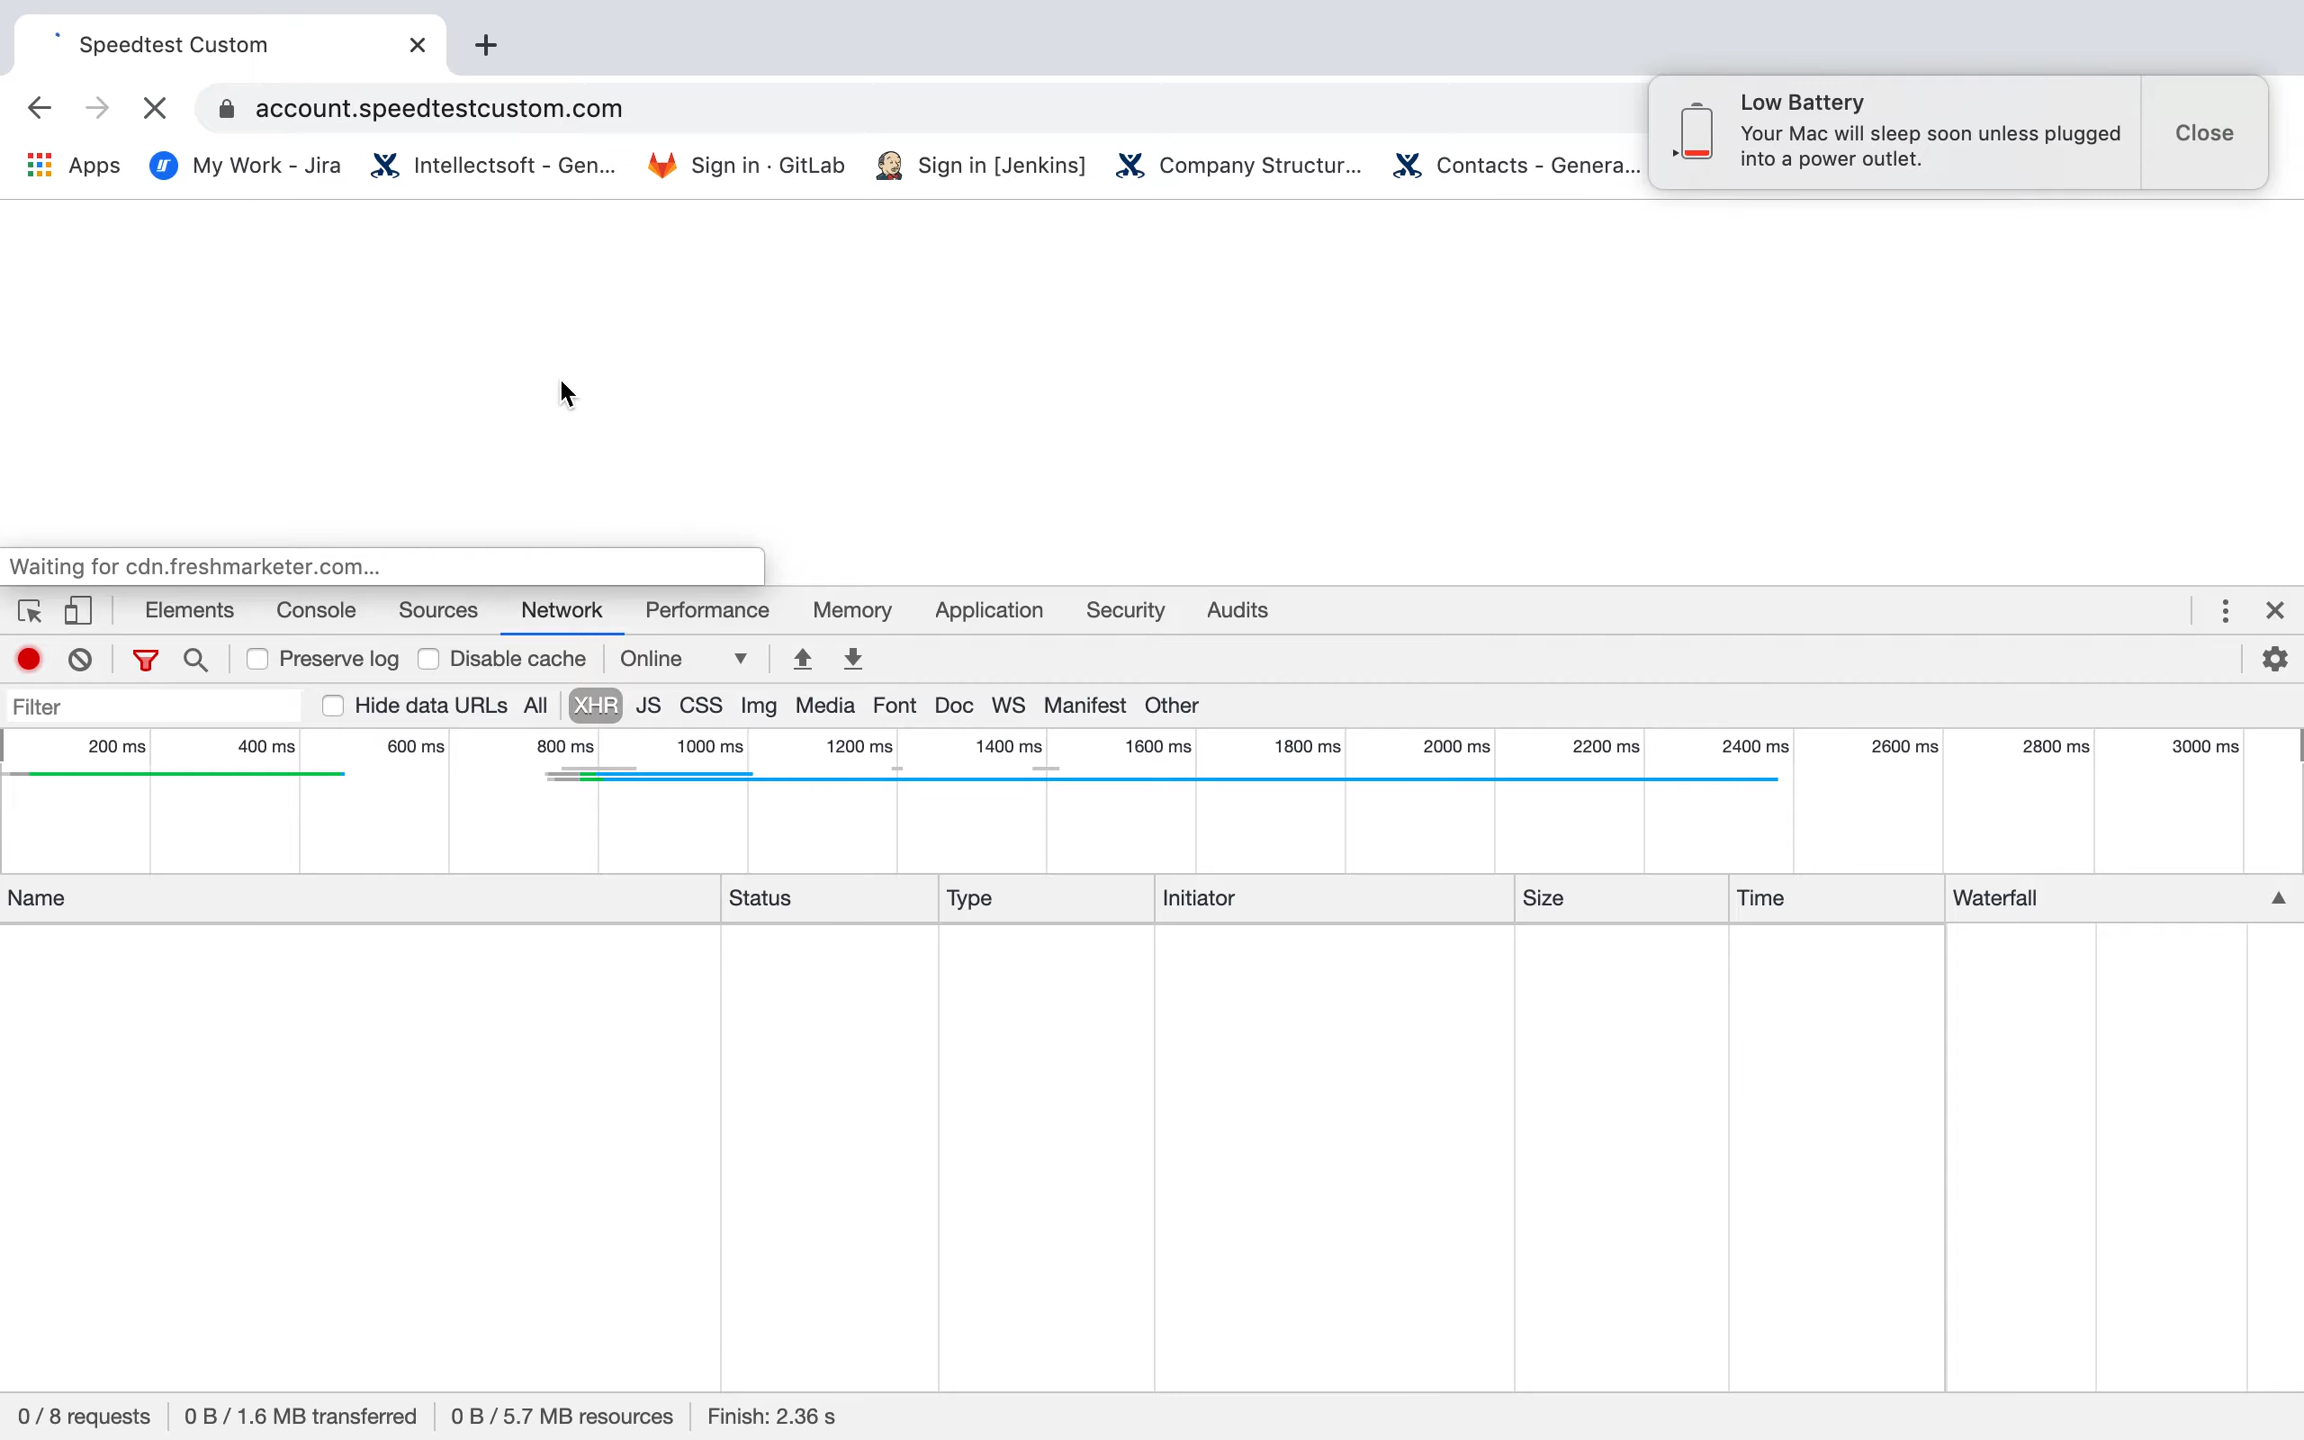 Speedtest Custom
account.speedtestcustom.com
Low Battery
Your Mac will sleep soon unless plugged
into a power outlet.
Close
Apps My Work - Jira Intellectsoft - Gen... Sign in · GitLab Sign in [Jenkins] Company Structur... Contacts - Genera...
Waiting for cdn.freshmarketer.com...
Elements Console Sources Network Performance Memory Application Security Audits
Preserve log Disable cache Online
Filter Hide data URLs All XHR JS CSS Img Media Font Doc WS Manifest Other
200 ms 400 ms 600 ms 800 ms 1000 ms 1200 ms 1400 ms 1600 ms 1800 ms 2000 ms 2200 ms 2400 ms 2600 ms 2800 ms 3000 ms
Name Status Type Initiator Size Time Waterfall
0 / 8 requests 0 B / 1.6 MB transferred 0 B / 5.7 MB resources Finish: 2.36 s